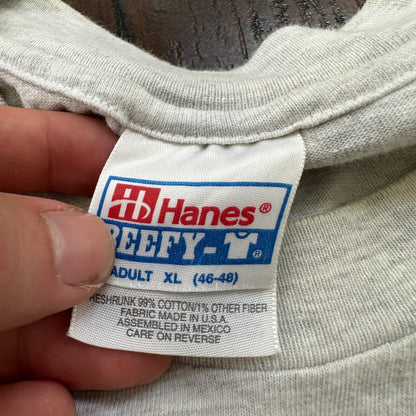 Hanes®
BEEFY-T®
ADULT XL (46-48)
PRESHRUNK 99% COTTON/1% OTHER FIBER
FABRIC MADE IN U.S.A.
ASSEMBLED IN MEXICO
CARE ON REVERSE